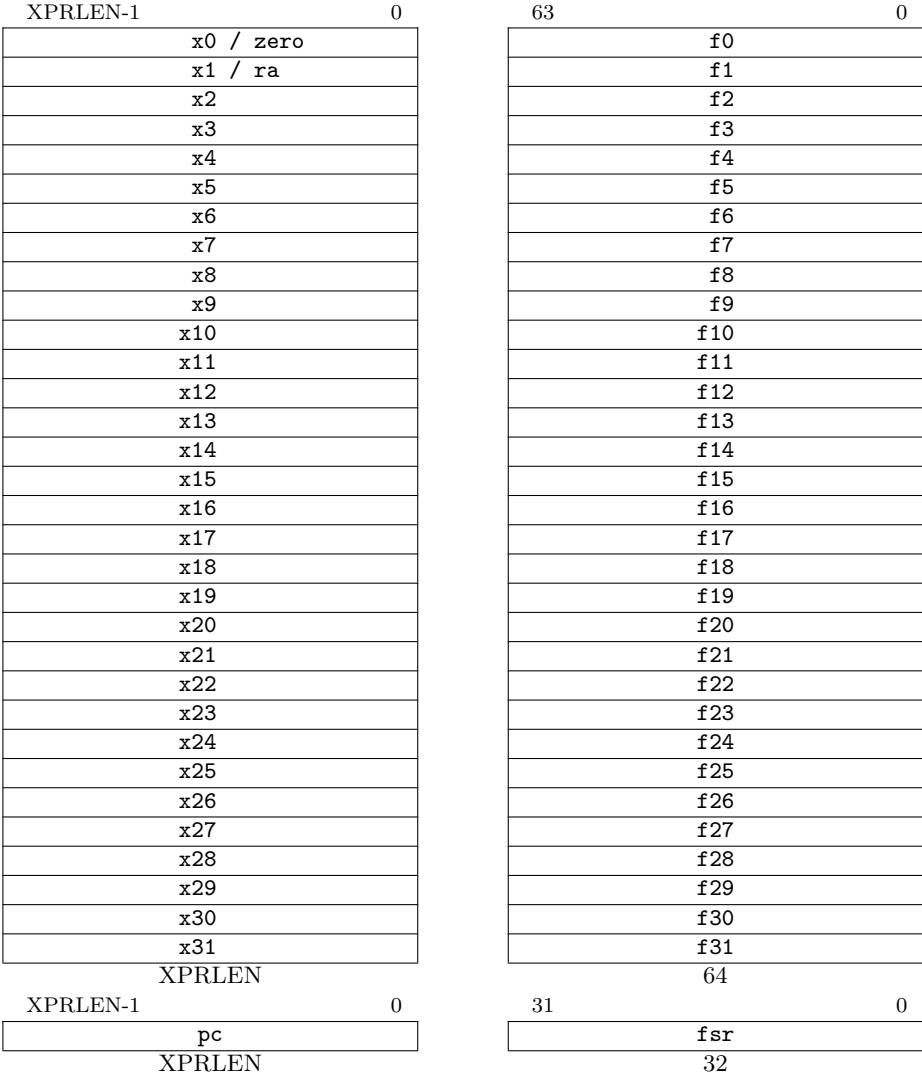 XPRLEN-1 0 63 0
x0 / zero f0
x1 / ra f1
x2 f2
x3 f3
x4 f4
x5 f5
x6 f6
x7 f7
x8 f8
x9 f9
x10 f10
x11 f11
x12 f12
x13 f13
x14 f14
x15 f15
x16 f16
x17 f17
x18 f18
x19 f19
x20 f20
x21 f21
x22 f22
x23 f23
x24 f24
x25 f25
x26 f26
x27 f27
x28 f28
x29 f29
x30 f30
x31 f31
XPRLEN 64
XPRLEN-1 0 31 0
pc fsr
XPRLEN 32